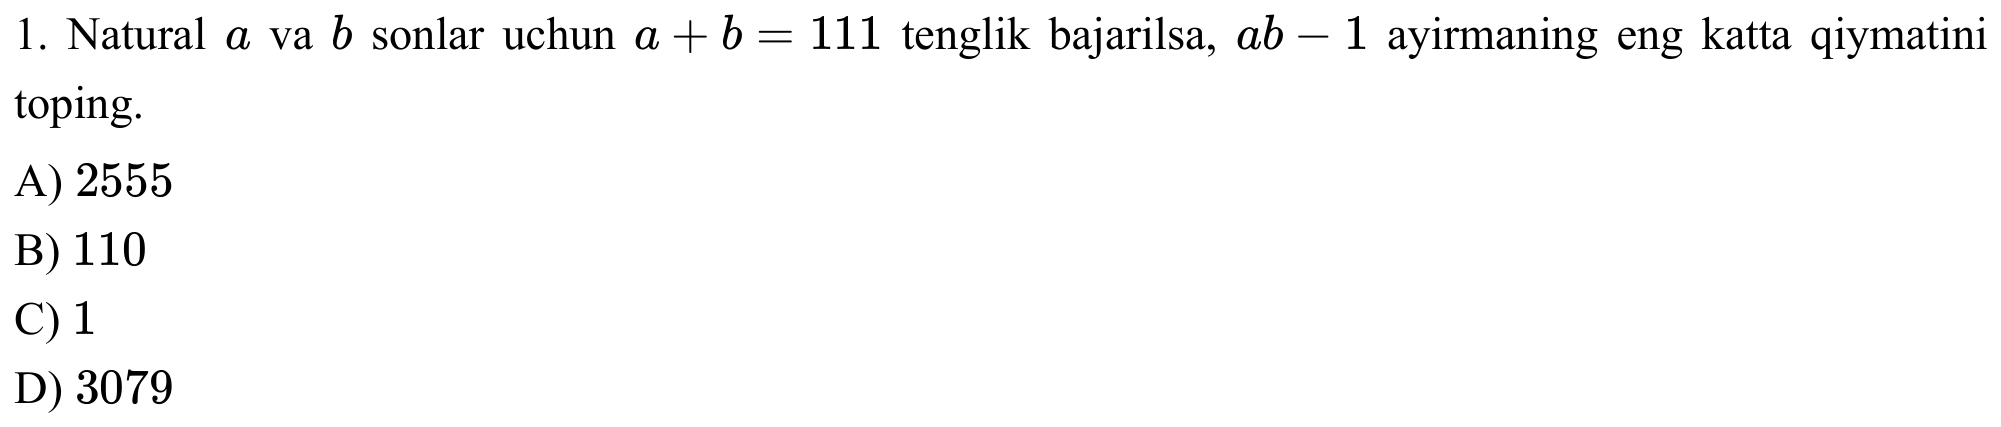 1. Natural a va b sonlar uchun a + b = 111 tenglik bajarilsa, ab − 1 ayirmaning eng katta qiymatini
toping.
A) 2555
B) 110
C) 1
D) 3079